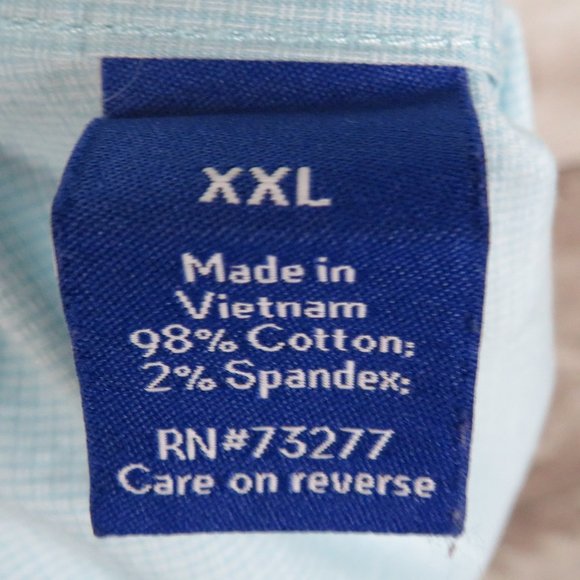 XXL
Made in
Vietnam
98% Cotton;
2% Spandex;
RN#73277
Care on reverse